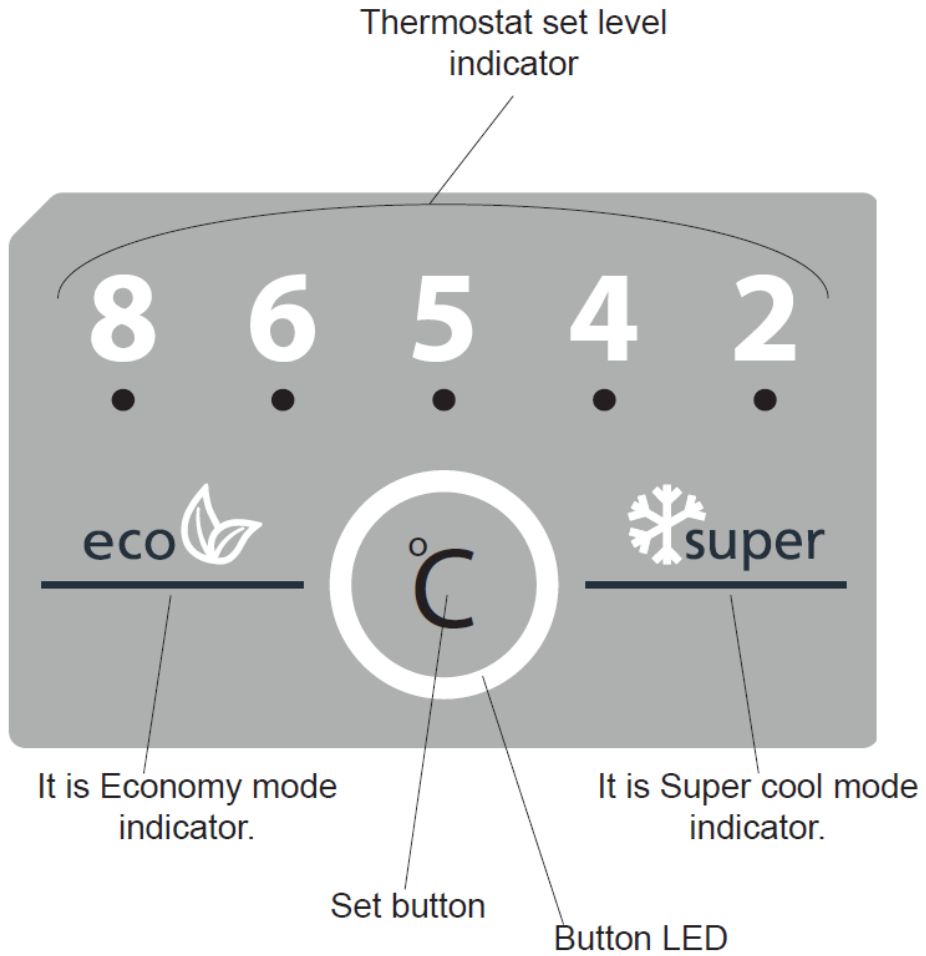 Thermostat set level
indicator
8 6 5 4 2
eco
°C
super
It is Economy mode
indicator.
It is Super cool mode
indicator.
Set button
Button LED